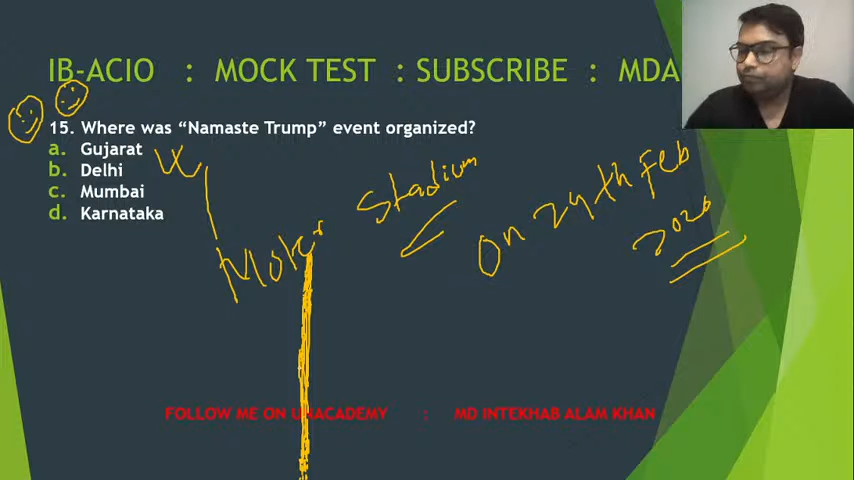 IB-ACIO : MOCK TEST : SUBSCRIBE : MDA
15. Where was “Namaste Trump” event organized?
a. Gujarat
b. Delhi
c. Mumbai
d. Karnataka
Stadium
On 24th Feb
2020
FOLLOW ME ON UNACADEMY : MD INTEKHAB ALAM KHAN